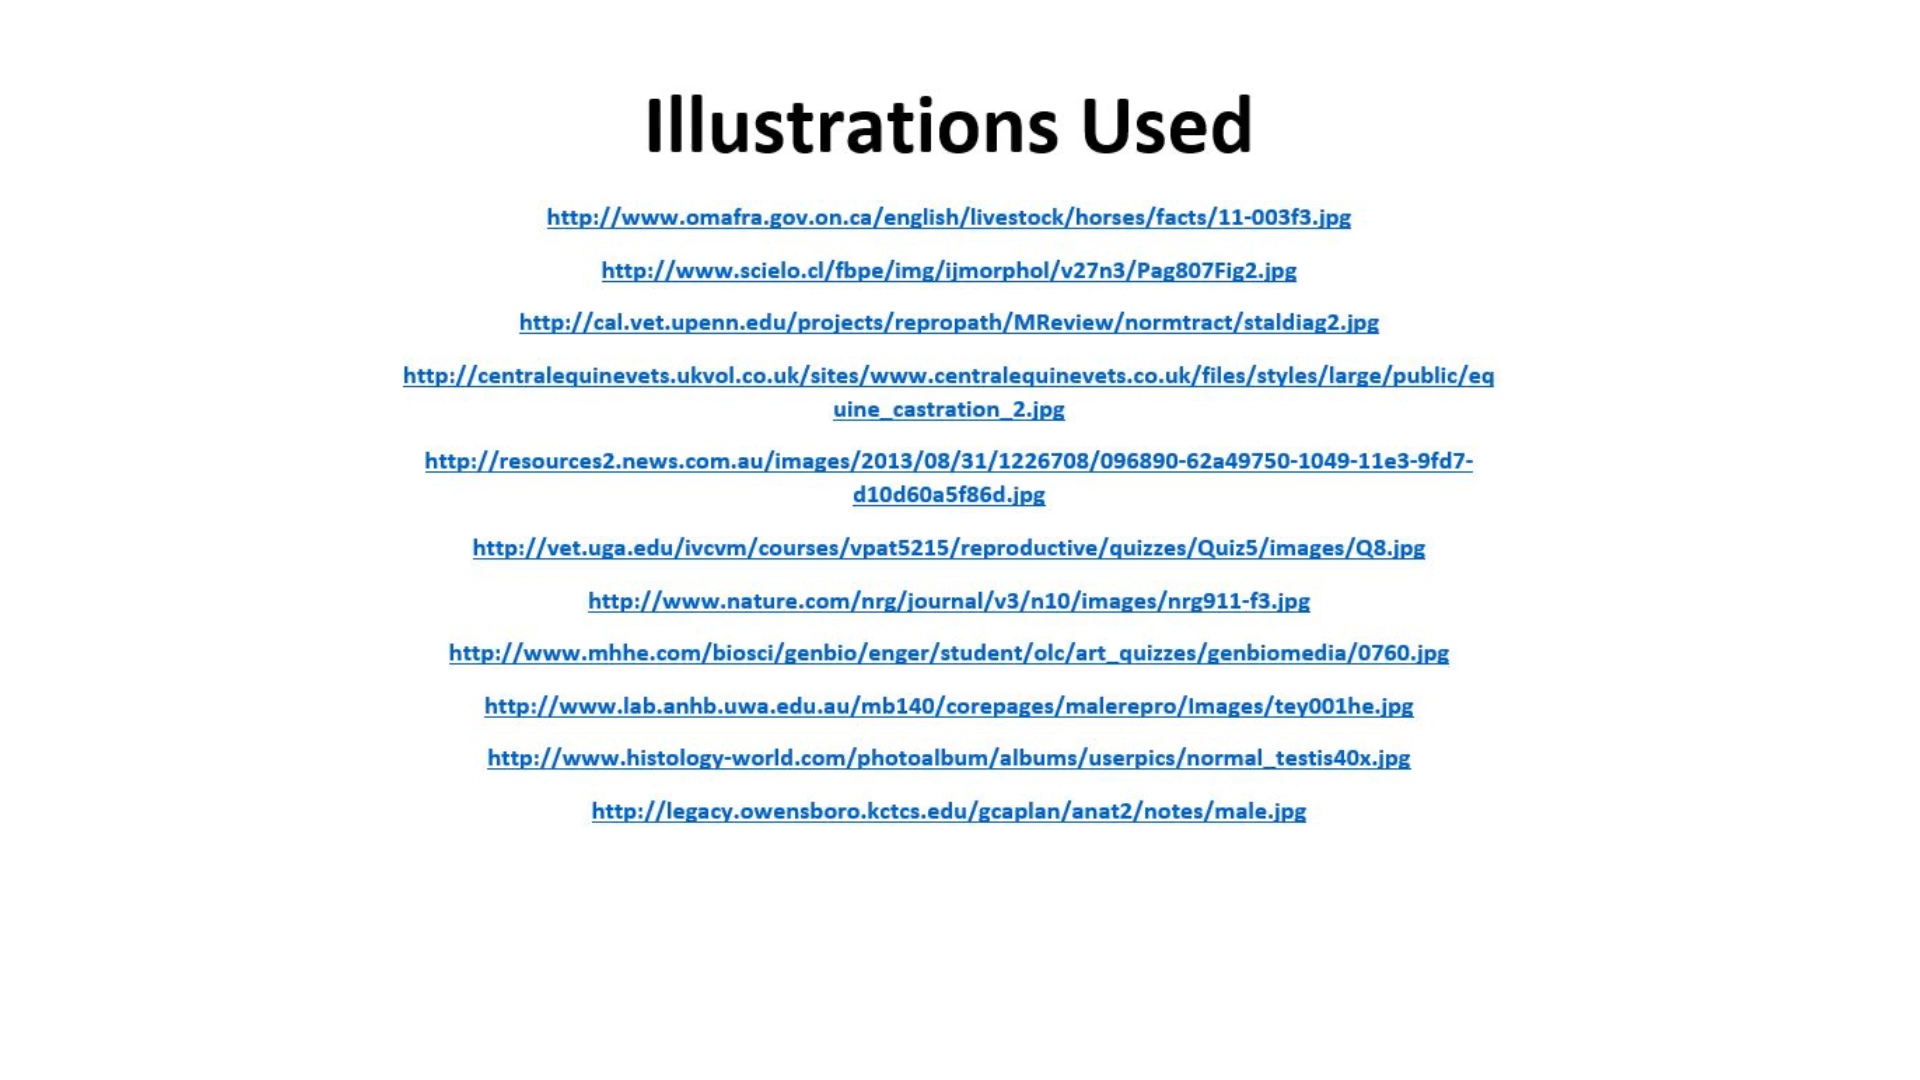 Illustrations Used
http://www.omafra.gov.on.ca/english/livestock/horses/facts/11-003f3.jpg
http://www.scielo.cl/fbpe/img/ijmorphol/v27n3/Pag807Fig2.jpg
http://cal.vet.upenn.edu/projects/repropath/MReview/normtract/staldiag2.jpg
http://centralequinevets.ukvol.co.uk/sites/www.centralequinevets.co.uk/files/styles/large/public/eq
uine_castration_2.jpg
http://resources2.news.com.au/images/2013/08/31/1226708/096890-62a49750-1049-11e3-9fd7-
d10d60a5f86d.jpg
http://vet.uga.edu/ivcvm/courses/vpat5215/reproductive/quizzes/Quiz5/images/Q8.jpg
http://www.nature.com/nrg/journal/v3/n10/images/nrg911-f3.jpg
http://www.mhhe.com/biosci/genbio/enger/student/olc/art_quizzes/genbiomedia/0760.jpg
http://www.lab.anhb.uwa.edu.au/mb140/corepages/malerepro/Images/tey001he.jpg
http://www.histology-world.com/photoalbum/albums/userpics/normal_testis40x.jpg
http://legacy.owensboro.kctcs.edu/gcaplan/anat2/notes/male.jpg